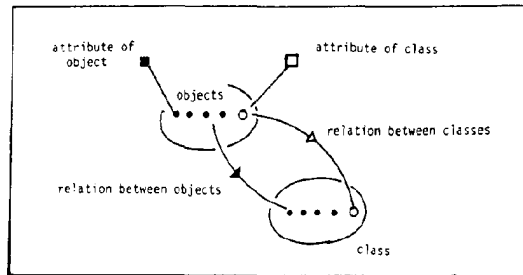 attribute of
object
attribute of class
objects
relation between classes
relation between objects
class